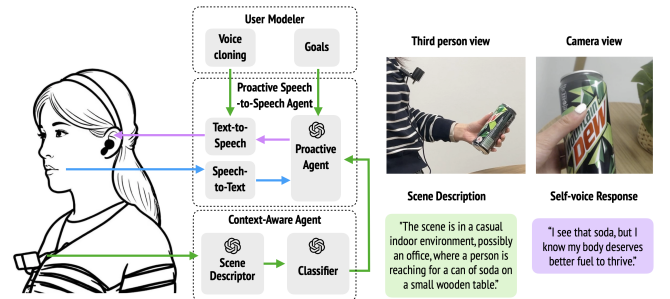 User Modeler
Voice
cloning
Goals
Proactive Speech
-to-Speech Agent
Text-to-
Speech
Speech-
to-Text
Proactive
Agent
Context-Aware Agent
Scene
Descriptor
Classifier
Third person view
Camera view
DEW
Mountain
DEW
Scene Description
Self-voice Response
"The scene is in a casual
indoor environment, possibly
an office, where a person is
reaching for a can of soda on
a small wooden table."
"I see that soda, but I
know my body deserves
better fuel to thrive."